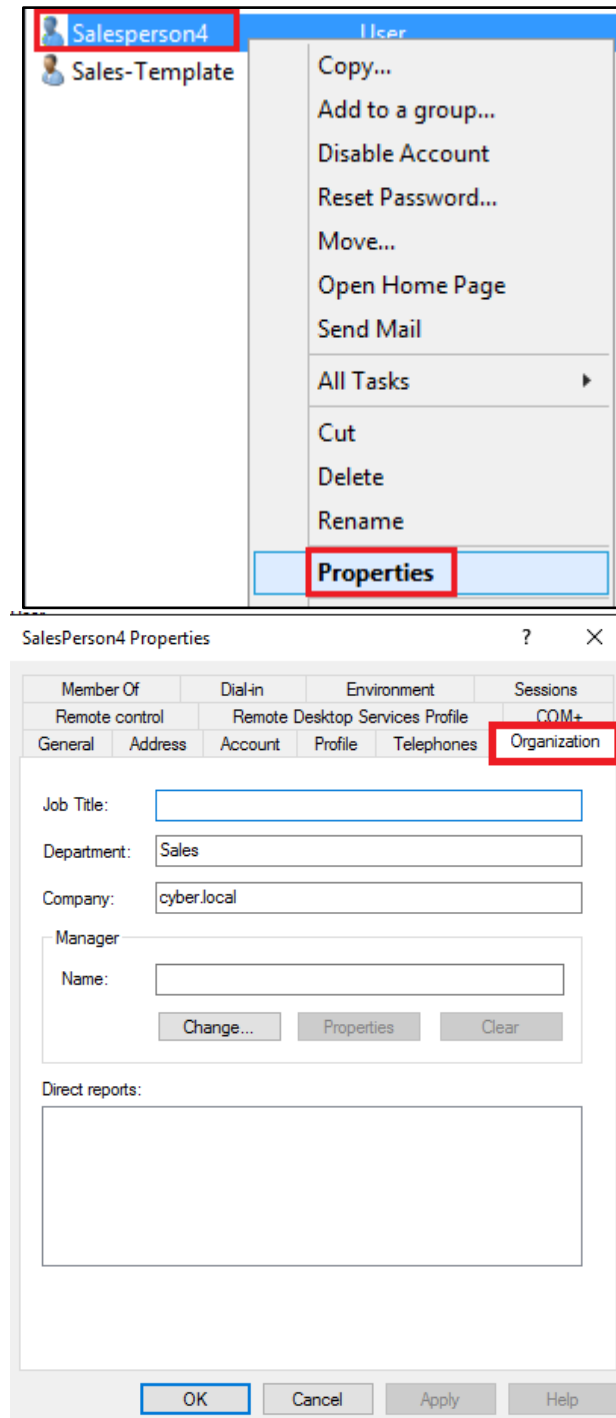 Salesperson4 User
Sales-Template
Copy...
Add to a group...
Disable Account
Reset Password...
Move...
Open Home Page
Send Mail
All Tasks
Cut
Delete
Rename
Properties
SalesPerson4 Properties ? X
Member Of Dial-in Environment Sessions
Remote control Remote Desktop Services Profile COM+
General Address Account Profile Telephones Organization
Job Title:
Department: Sales
Company: cyber.local
Manager
Name:
Change... Properties Clear
Direct reports:
OK Cancel Apply Help